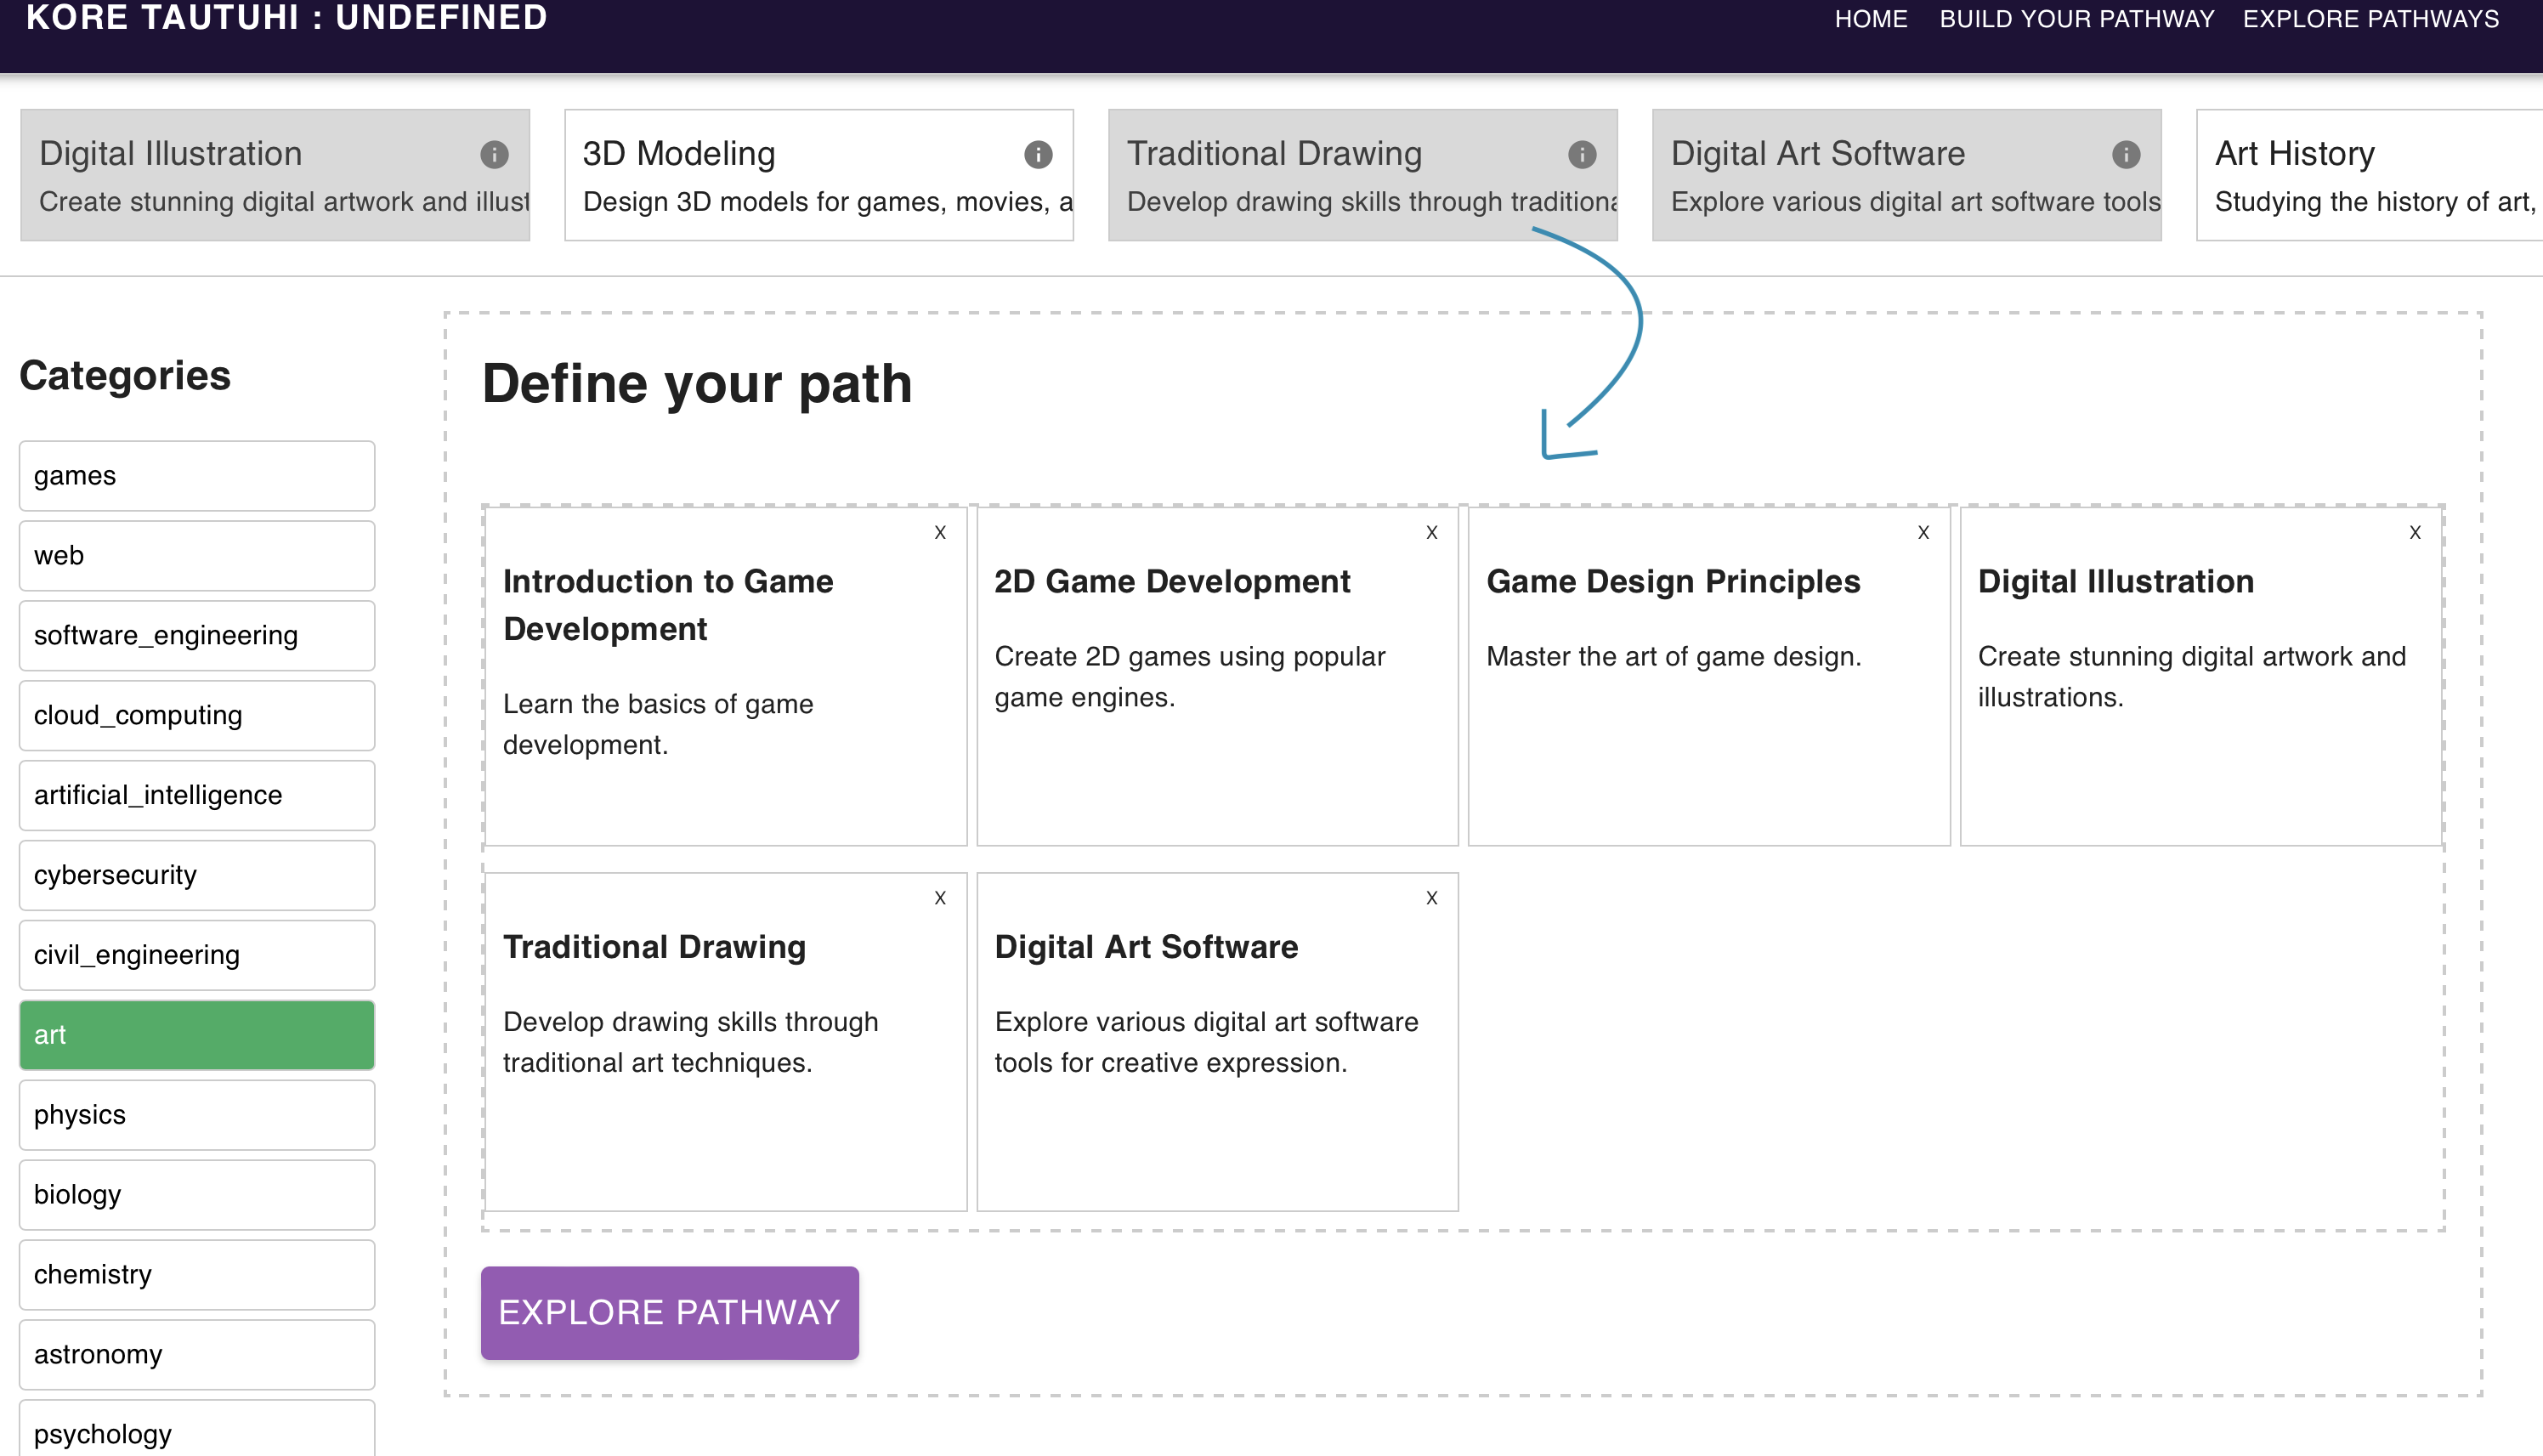 KORE TAUTUHI : UNDEFINED
HOME BUILD YOUR PATHWAY EXPLORE PATHWAYS
Digital Illustration
Create stunning digital artwork and illust
3D Modeling
Design 3D models for games, movies, a
Traditional Drawing
Develop drawing skills through traditiona
Digital Art Software
Explore various digital art software tools
Art History
Studying the history of art,
Categories
games
web
software_engineering
cloud_computing
artificial_intelligence
cybersecurity
civil_engineering
art
physics
biology
chemistry
astronomy
psychology
Define your path
X
Introduction to Game
Development
Learn the basics of game
development.
X
2D Game Development
Create 2D games using popular
game engines.
X
Game Design Principles
Master the art of game design.
X
Digital Illustration
Create stunning digital artwork and
illustrations.
X
Traditional Drawing
Develop drawing skills through
traditional art techniques.
X
Digital Art Software
Explore various digital art software
tools for creative expression.
EXPLORE PATHWAY